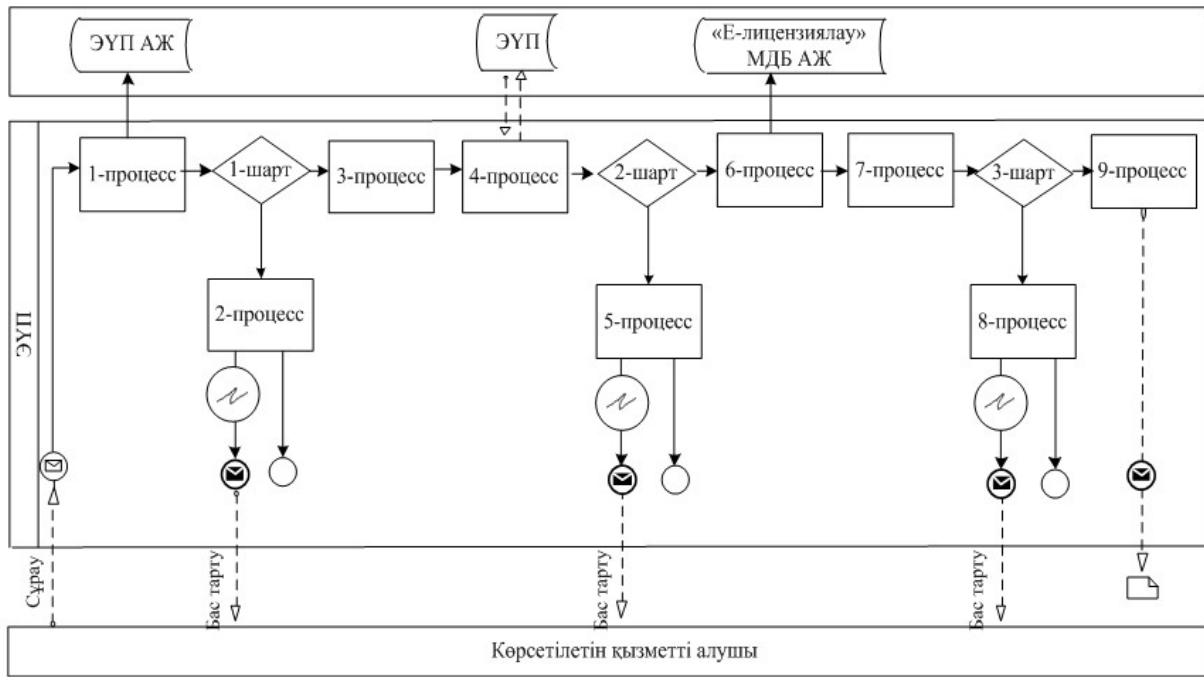 ЭҮП АЖ
ЭҮП
«Е-лицензиялау»
МДБ АЖ
1-процесс
1-шарт
3-процесс
4-процесс
2-шарт
6-процесс
7-процесс
3-шарт
9-процесс
2-процесс
5-процесс
8-процесс
ЭҮП
Сұрау
Бас тарту
Бас тарту
Бас тарту
Көрсетілетін қызметті алушы